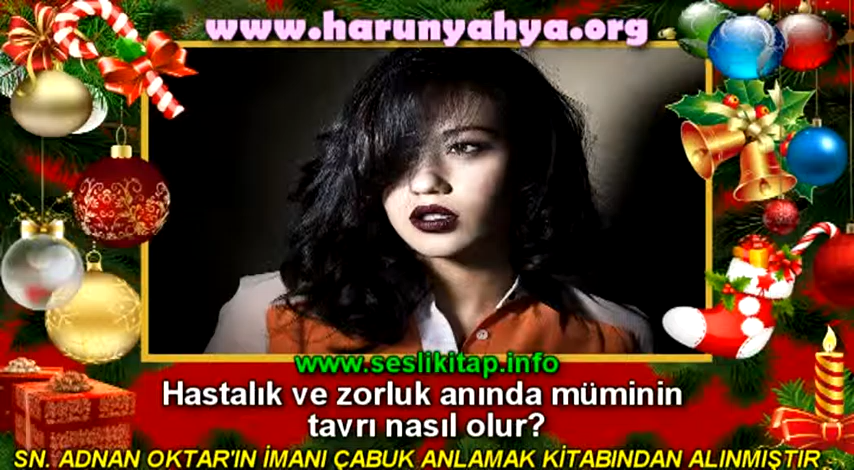 www.harunyahya.org
www.seslikitap.info
Hastalık ve zorluk anında müminin
tavrı nasıl olur?
SN. ADNAN OKTAR'IN İMANI ÇABUK ANLAMAK KİTABINDAN ALINMIŞTIR .